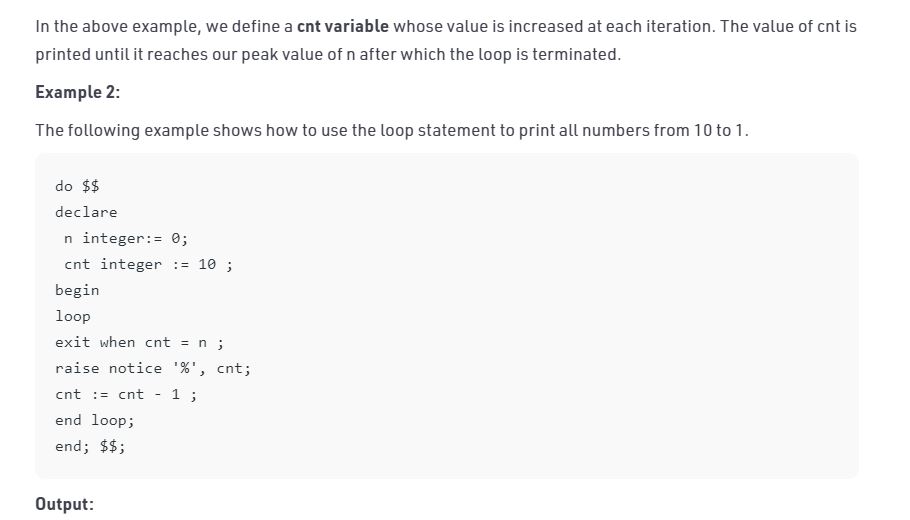 In the above example, we define a cnt variable whose value is increased at each iteration. The value of cnt is
printed until it reaches our peak value of n after which the loop is terminated.
Example 2:
The following example shows how to use the loop statement to print all numbers from 10 to 1.
do $$
declare
 n integer:= 0;
 cnt integer := 10 ;
begin
loop
exit when cnt = n ;
raise notice '%', cnt;
cnt := cnt - 1 ;
end loop;
end; $$;
Output: